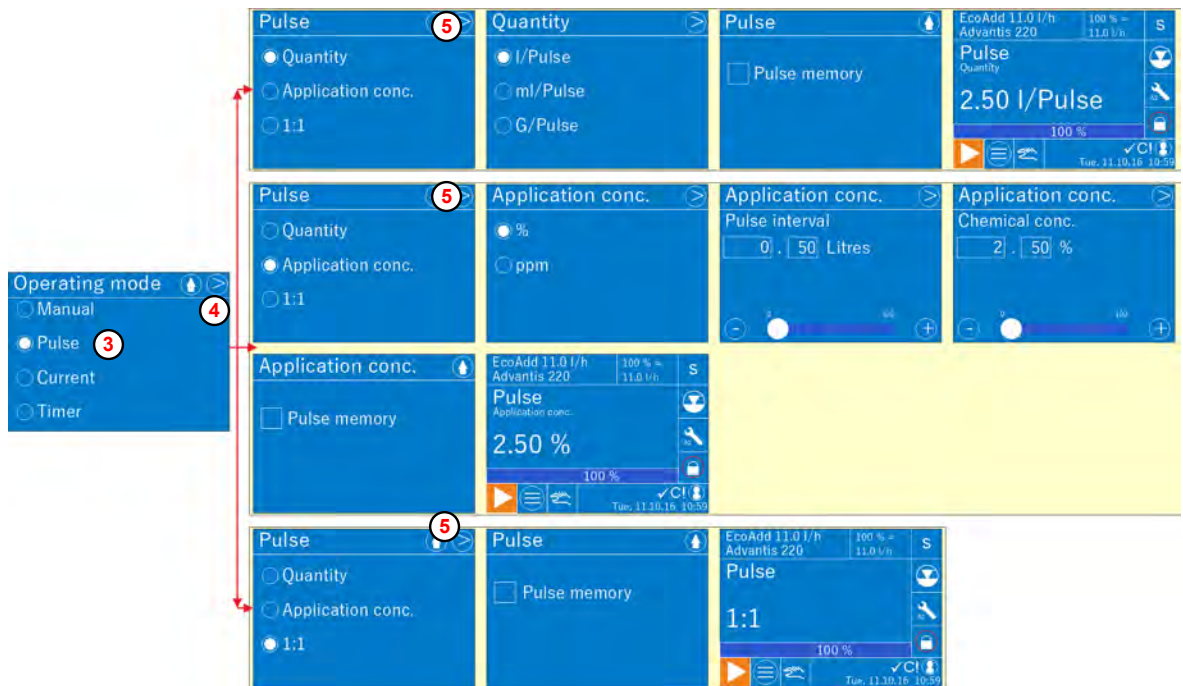 Pulse
5
Quantity
Application conc.
1:1
Quantity
l/Pulse
ml/Pulse
G/Pulse
Pulse
Pulse memory
EcoAdd 11.0 l/h
Advantis 220
100 % =
11.0 l/h
S
Pulse
Quantity
2.50 l/Pulse
100 %
C!
Tue. 11.10.16 10:59
Pulse
5
Quantity
Application conc.
1:1
Application conc.
%
ppm
Application conc.
Pulse interval
0 . 50 Litres
0 100
Application conc.
Chemical conc.
2 . 50 %
0 100
Operating mode
4
Manual
Pulse
3
Current
Timer
Application conc.
Pulse memory
EcoAdd 11.0 l/h
Advantis 220
100 % =
11.0 l/h
S
Pulse
Application conc.
2.50 %
100 %
C!
Tue. 11.10.16 10:59
Pulse
5
Quantity
Application conc.
1:1
Pulse
Pulse memory
EcoAdd 11.0 l/h
Advantis 220
100 % =
11.0 l/h
S
Pulse
1:1
100 %
C!
Tue. 11.10.16 10:59